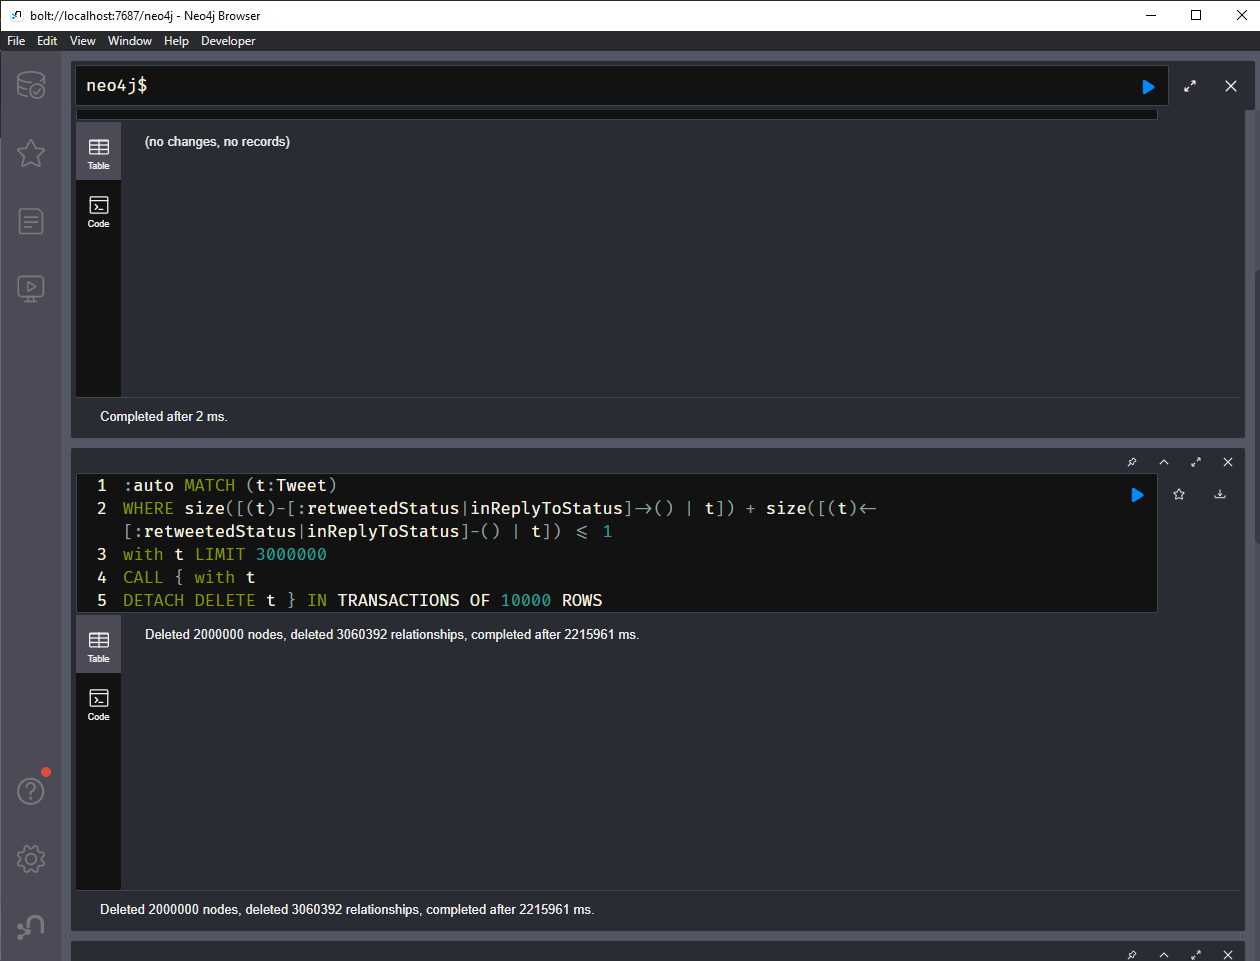 bolt://localhost:7687/neo4j - Neo4j Browser
File Edit View Window Help Developer
neo4j$
(no changes, no records)
Table
Code
Completed after 2 ms.
1 :auto MATCH (t:Tweet)
2 WHERE size([(t)-[:retweetedStatus|inReplyToStatus]->() | t]) + size([(t)<-
[:retweetedStatus|inReplyToStatus]-() | t]) <= 1
3 with t LIMIT 3000000
4 CALL { with t
5 DETACH DELETE t } IN TRANSACTIONS OF 10000 ROWS
Deleted 2000000 nodes, deleted 3060392 relationships, completed after 2215961 ms.
Table
Code
Deleted 2000000 nodes, deleted 3060392 relationships, completed after 2215961 ms.